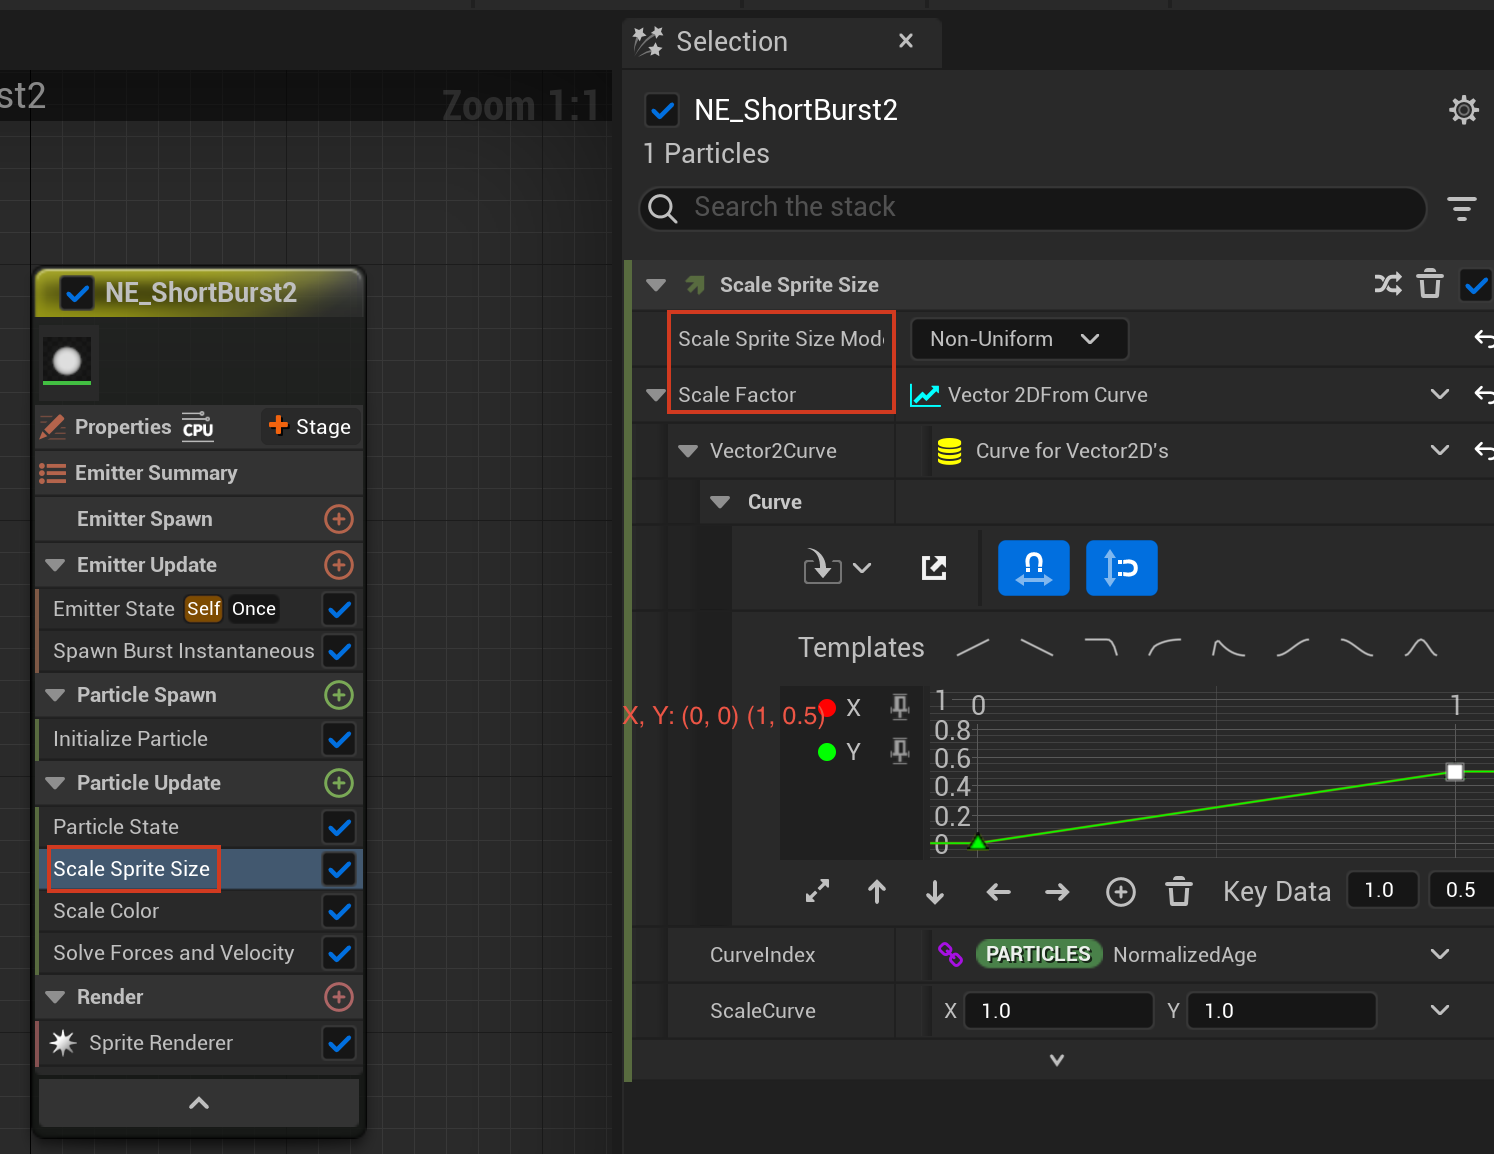 st2
Zoom 1:1
NE_ShortBurst2
Properties CPU Stage
Emitter Summary
Emitter Spawn
Emitter Update
Emitter State Self Once
Spawn Burst Instantaneous
Particle Spawn
Initialize Particle
Particle Update
Particle State
Scale Sprite Size
Scale Color
Solve Forces and Velocity
Render
Sprite Renderer
Selection
NE_ShortBurst2
1 Particles
Search the stack
Scale Sprite Size
Scale Sprite Size Mod Non-Uniform
Scale Factor Vector 2DFrom Curve
Vector2Curve Curve for Vector2D's
Curve
Templates
X, Y: (0, 0) (1, 0.5)
X
Y
0 1
1
0.8
0.6
0.4
0.2
0
Key Data 1.0 0.5
CurveIndex PARTICLES NormalizedAge
ScaleCurve X 1.0 Y 1.0